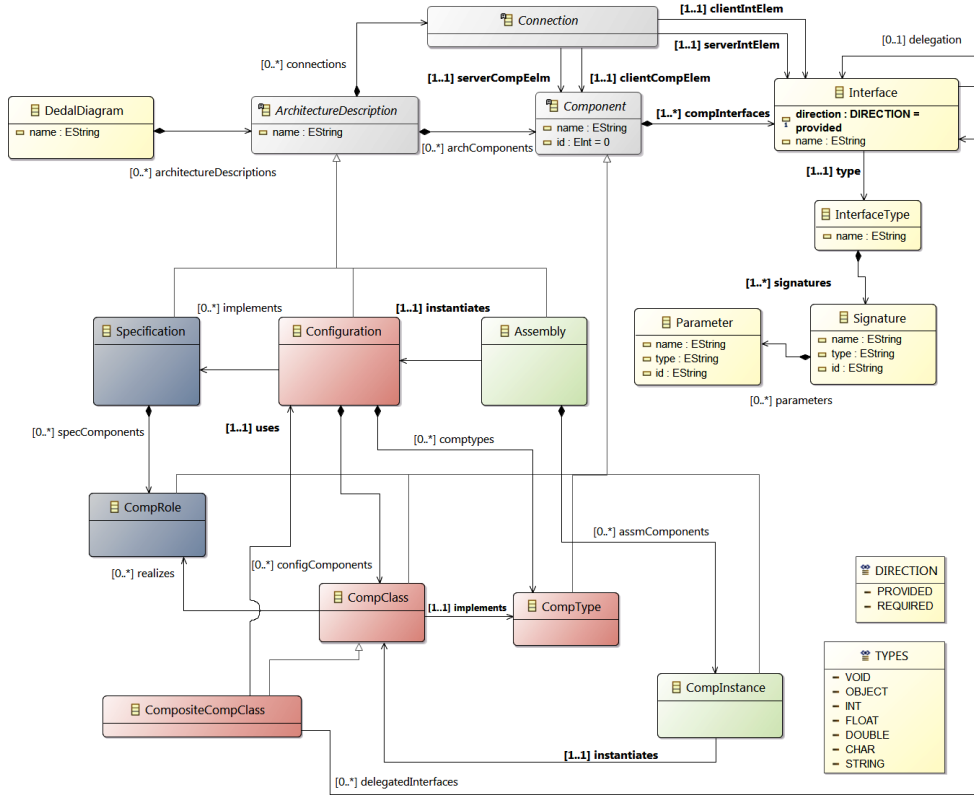 Connection
[1..1] clientIntElem
[1..1] serverIntElem
[0..1] delegation
[0..*] connections
[1..1] serverCompEelm
[1..1] clientCompElem
DedalDiagram
name : EString
ArchitectureDescription
name : EString
[0..*] architectureDescriptions
[0..*] archComponents
Component
name : EString
id : EInt = 0
[1..*] compInterfaces
Interface
direction : DIRECTION =
provided
name : EString
[1..1] type
InterfaceType
name : EString
[1..*] signatures
[0..*] implements
[1..1] instantiates
Specification
Configuration
Assembly
Parameter
name : EString
type : EString
id : EString
Signature
name : EString
type : EString
id : EString
[0..*] parameters
[0..*] specComponents
[1..1] uses
[0..*] comptypes
CompRole
[0..*] assmComponents
[0..*] realizes
[0..*] configComponents
CompClass
[1..1] implements
CompType
DIRECTION
PROVIDED
REQUIRED
CompositeCompClass
CompInstance
[1..1] instantiates
[0..*] delegatedInterfaces
TYPES
VOID
OBJECT
INT
FLOAT
DOUBLE
CHAR
STRING